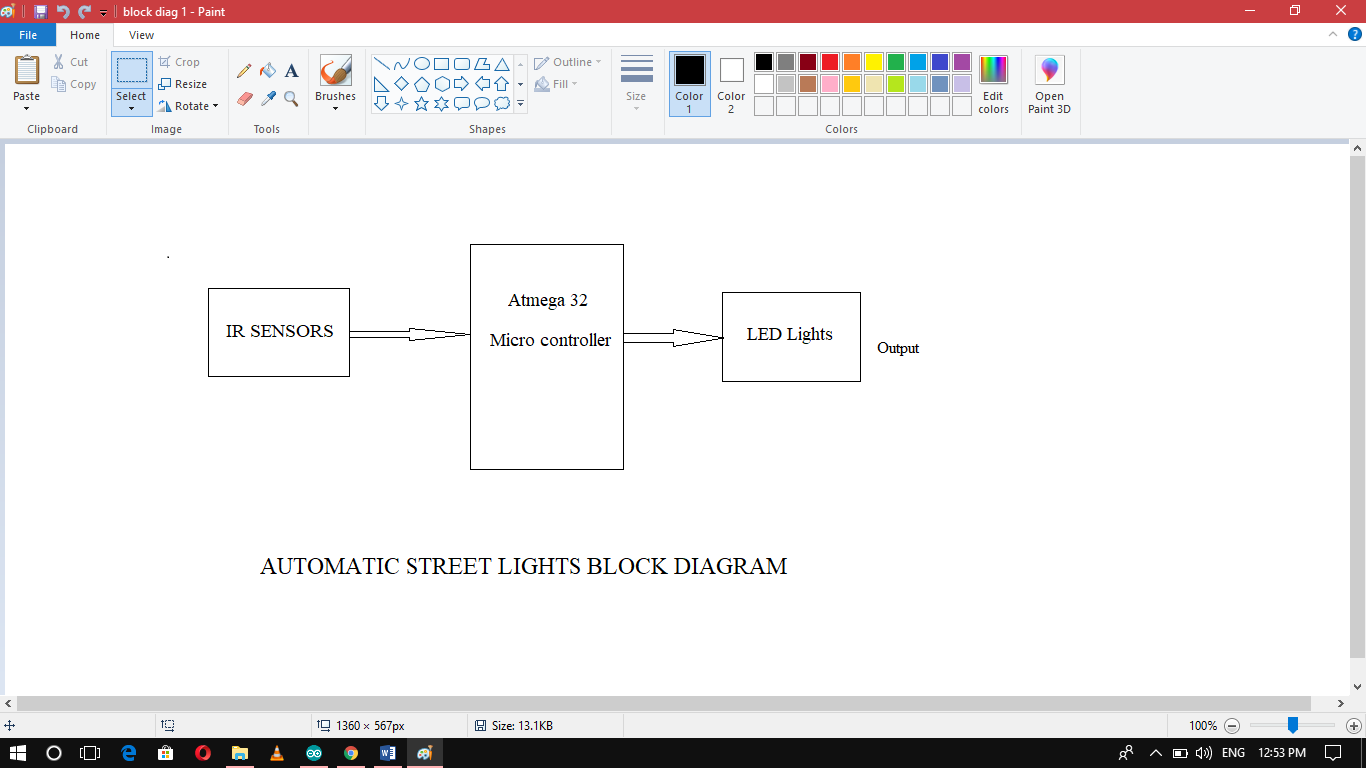 block diag 1 - Paint
File Home View
Paste
Cut
Copy
Clipboard
Select
Crop
Resize
Rotate
Image
A
Tools
Brushes
Shapes
Outline
Fill
Size
Color
1
Color
2
Colors
Edit
colors
Open
Paint 3D
IR SENSORS
Atmega 32
Micro controller
LED Lights
Output
AUTOMATIC STREET LIGHTS BLOCK DIAGRAM
1360 × 567px
Size: 13.1KB
100%
ENG 12:53 PM